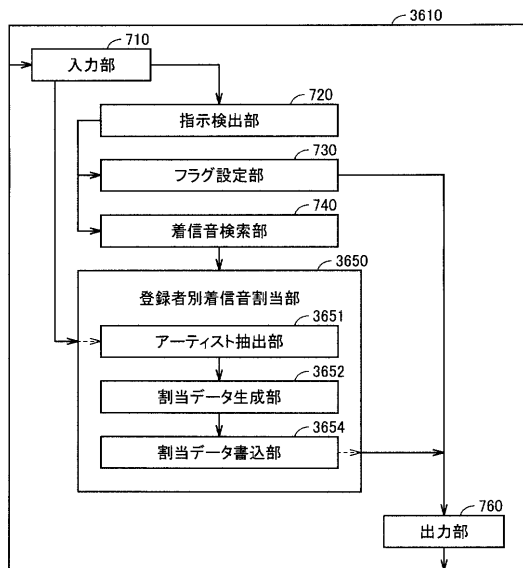 3610
710
入力部
720
指示検出部
730
フラグ設定部
740
着信音検索部
3650
登録者別着信音割当部
3651
アーティスト抽出部
3652
割当データ生成部
3654
割当データ書込部
760
出力部